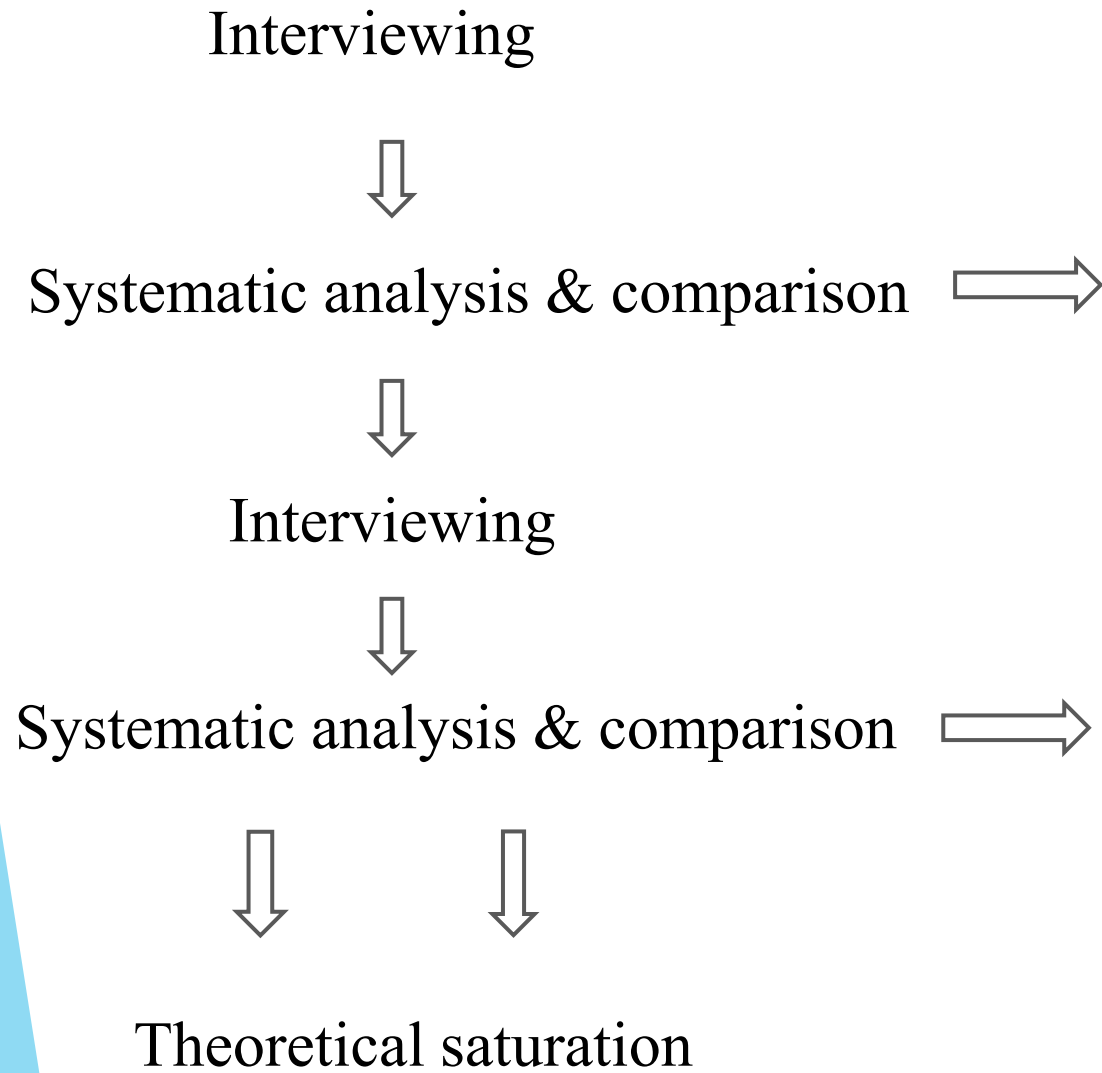 Interviewing
Systematic analysis & comparison
Interviewing
Systematic analysis & comparison
Theoretical saturation